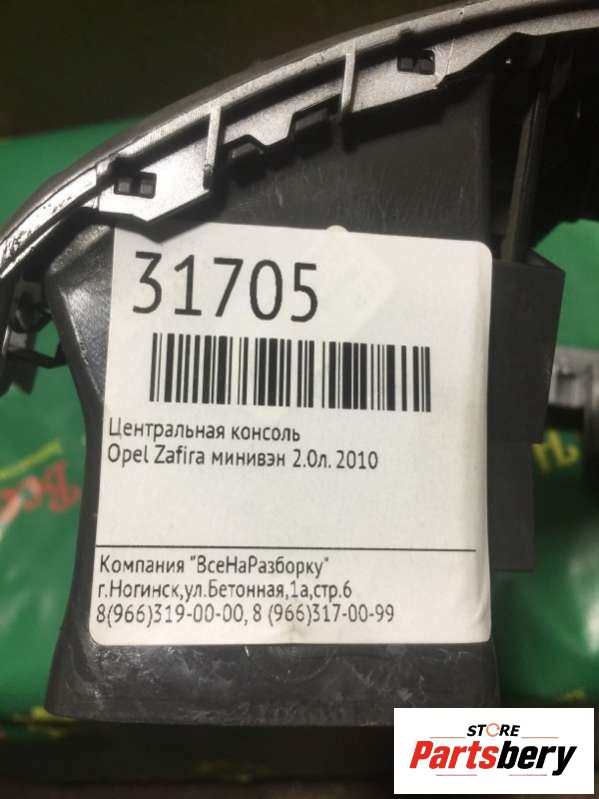 31705
Центральная консоль
Opel Zafira минивэн 2.0л. 2010
Компания "ВсеНаРазборку"
г.Ногинск,ул.Бетонная,1а,стр.6
8(966)319-00-00, 8 (966)317-00-99
STORE
Partsbery